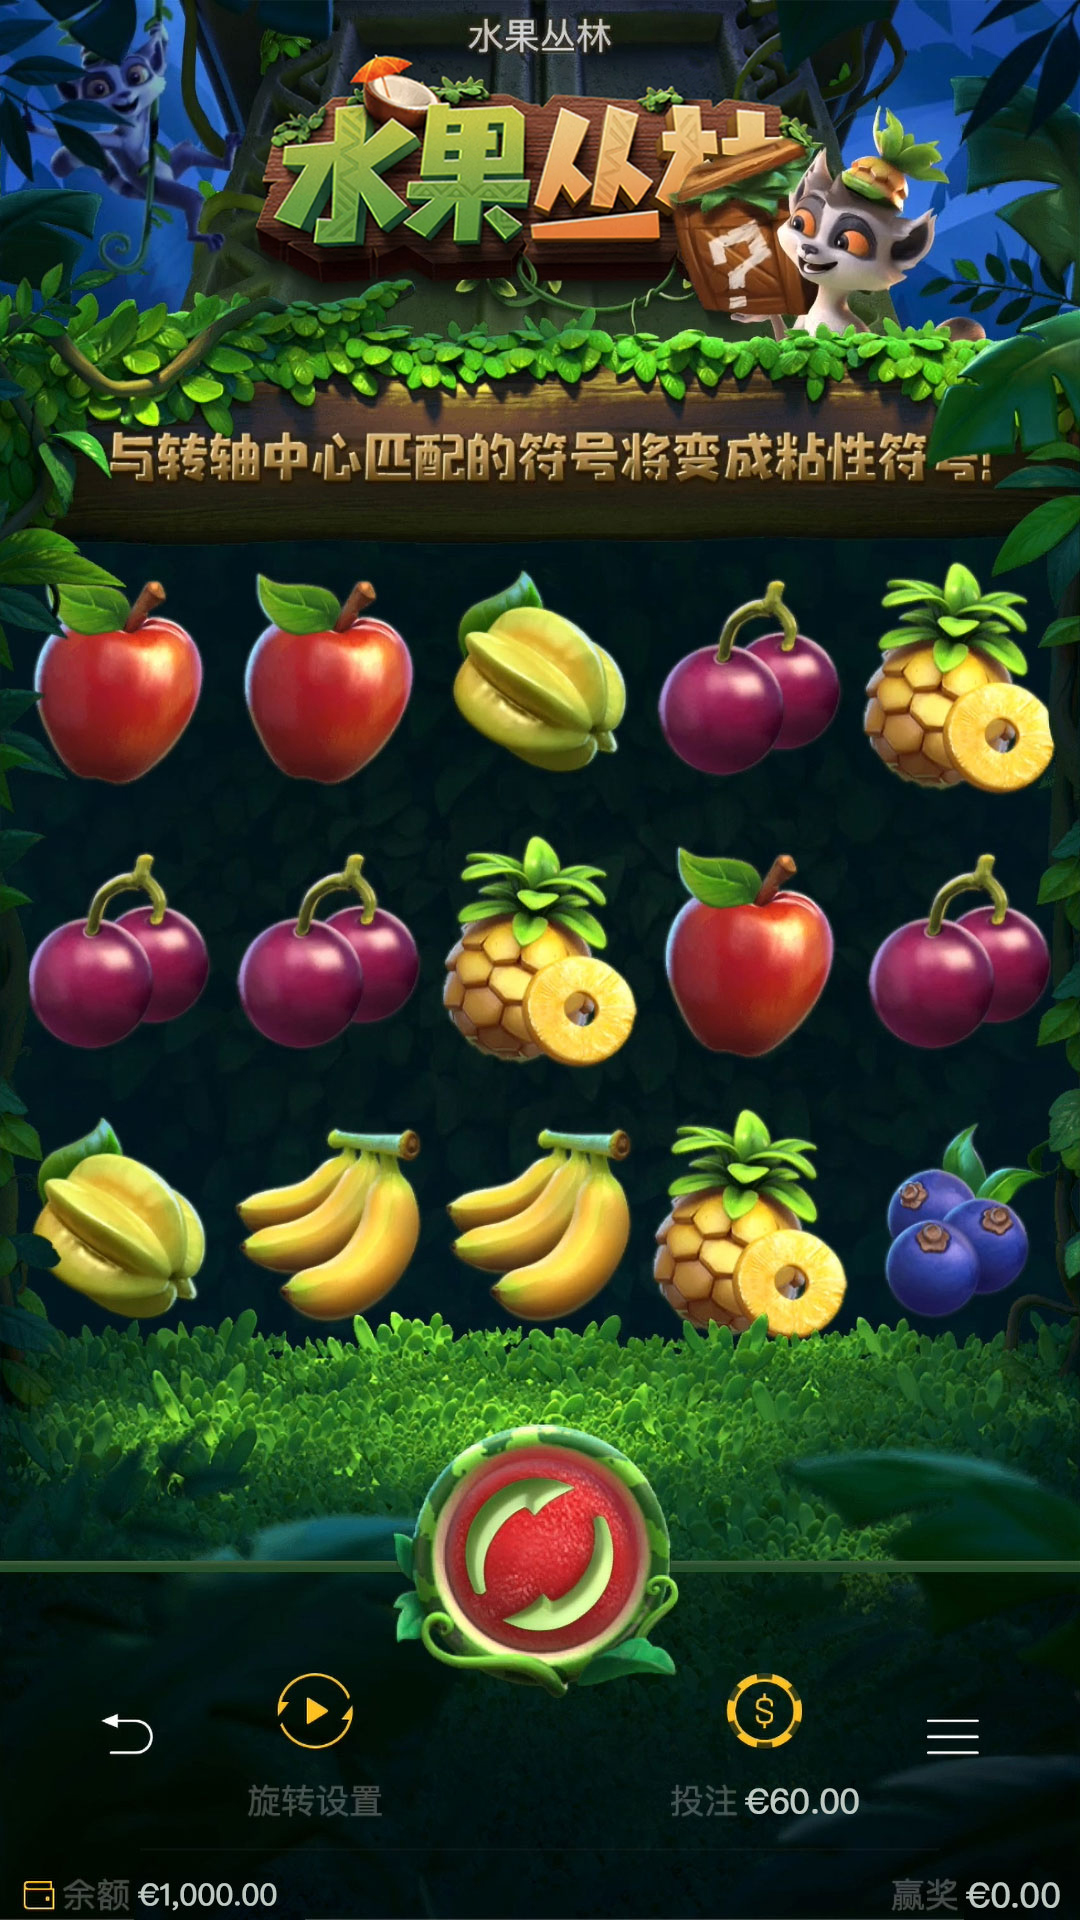 水果丛林
水果丛林
?
与转轴中心匹配的符号将变成粘性符号!
$
旋转设置
投注 €60.00
余额 €1,000.00
赢奖 €0.00